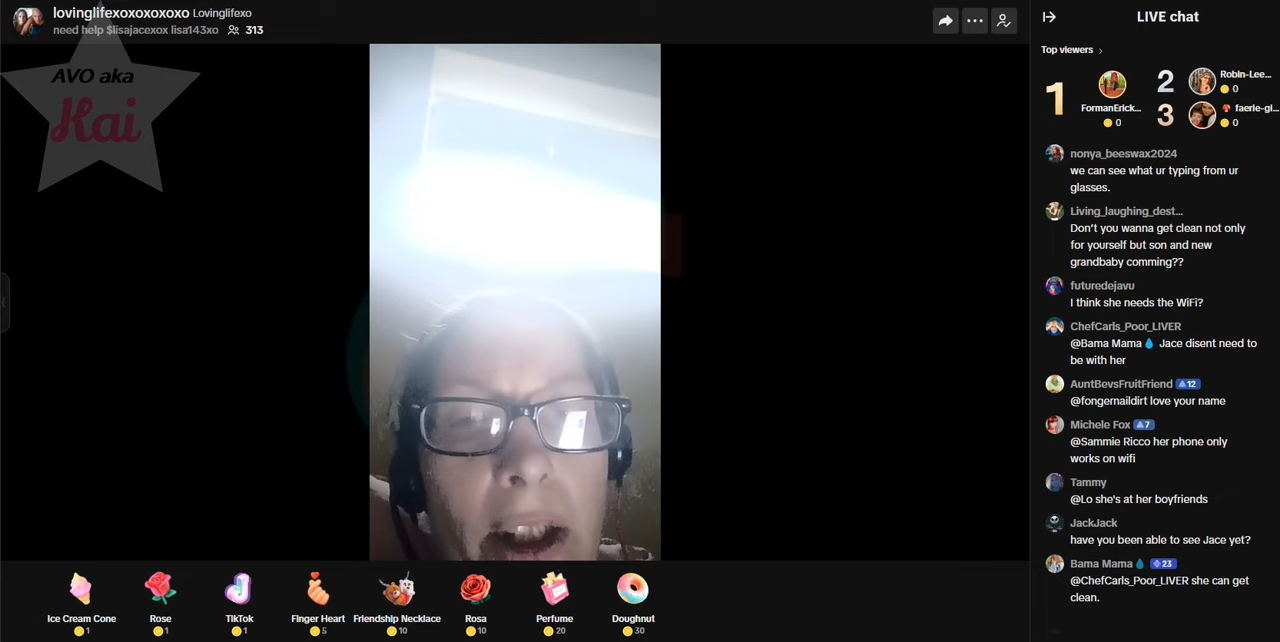 lovinglifexoxoxoxoxo Lovinglifexo
need help $lisajacexox lisa143xo 313
AVO aka
Kai
LIVE chat
Top viewers
1 FormanErick... 0
2 Robin-Lee... 0
3 faerie-gi... 0
nonya_beeswax2024
we can see what ur typing from ur
glasses.
Living_laughing_dest...
Don't you wanna get clean not only
for yourself but son and new
grandbaby comming??
futuredejavu
I think she needs the WiFi?
ChefCarls_Poor_LIVER
@Bama Mama💧 Jace disent need to
be with her
AuntBevsFruitFriend 12
@fongernaildirt love your name
Michele Fox 7
@Sammie Ricco her phone only
works on wifi
Tammy
@Lo she's at her boyfriends
JackJack
have you been able to see Jace yet?
Bama Mama💧 23
@ChefCarls_Poor_LIVER she can get
clean.
Ice Cream Cone Rose TikTok Finger Heart Friendship Necklace Rosa Perfume Doughnut
1 1 1 5 10 10 20 30